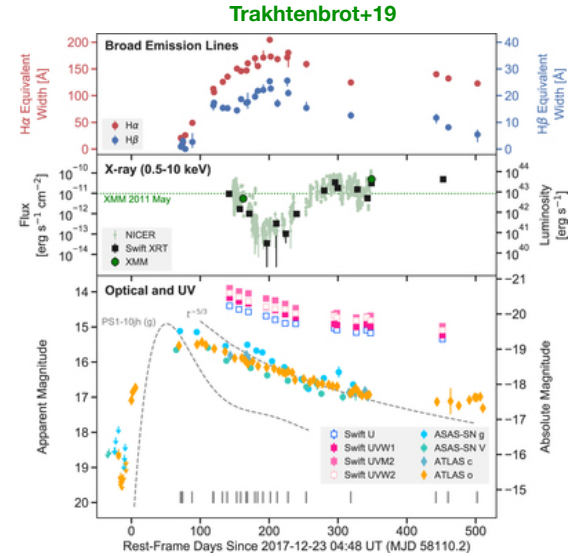 Trakhtenbrot+19
Broad Emission Lines
Hα Equivalent
Width [Å]
200
150
100
50
0
Hα
Hβ
40
30
20
10
0
Hβ Equivalent
Width [Å]
X-ray (0.5-10 keV)
Flux
[erg s⁻¹ cm⁻²]
10⁻¹⁰
10⁻¹¹
10⁻¹²
10⁻¹³
10⁻¹⁴
XMM 2011 May
NICER
Swift XRT
XMM
10⁴⁴
10⁴³
10⁴²
10⁴¹
10⁴⁰
Luminosity
[erg s⁻¹]
Optical and UV
PS1-10jh (g)
t⁻⁵/³
Apparent Magnitude
14
15
16
17
18
19
20
-21
-20
-19
-18
-17
-16
-15
Absolute Magnitude
Swift U
Swift UVW1
Swift UVM2
Swift UVW2
ASAS-SN g
ASAS-SN V
ATLAS c
ATLAS o
0 100 200 300 400 500
Rest-Frame Days Since 2017-12-23 04:48 UT (MJD 58110.2)